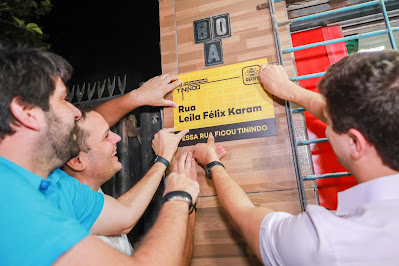 BO
A
TININDO
Rua
Leila Félix Karam
ESSA RUA FICOU TININDO